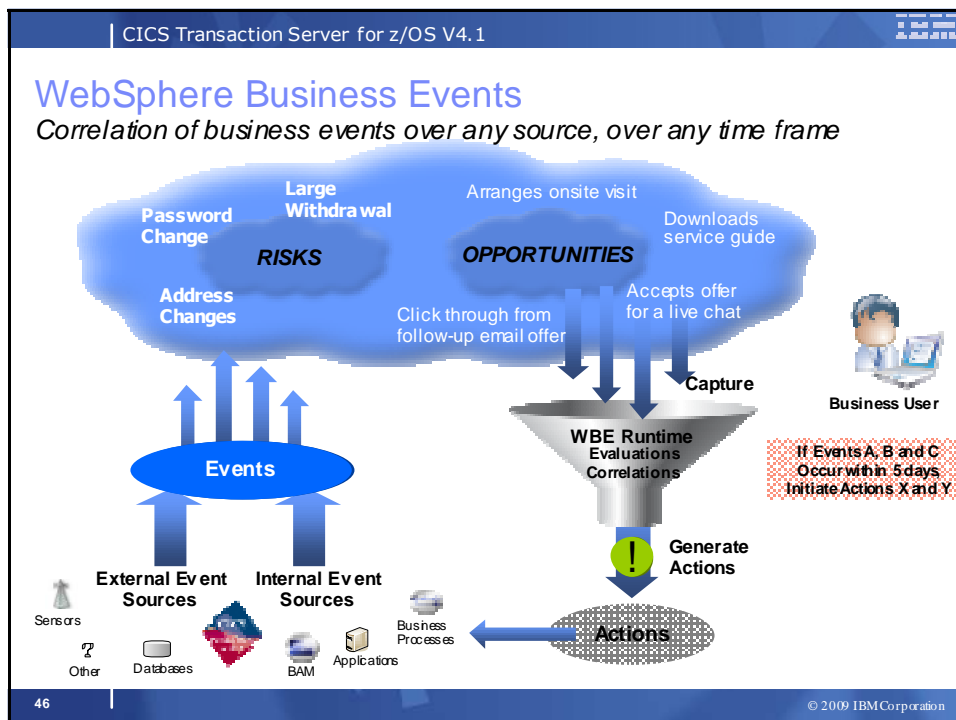 CICS Transaction Server for z/OS V4.1
IBM
WebSphere Business Events
Correlation of business events over any source, over any time frame
Large
Withdrawal
Password
Change
RISKS
Address
Changes
Arranges onsite visit
Downloads
service guide
OPPORTUNITIES
Accepts offer
for a live chat
Click through from
follow-up email offer
Capture
Business User
WBE Runtime
Evaluations
Correlations
If Events A, B and C
Occur within 5 days
Initiate Actions X and Y
Events
!
Generate
Actions
External Event
Sources
Internal Event
Sources
Sensors
?
Other
Databases
BAM
Applications
Business
Processes
Actions
46
© 2009 IBM Corporation